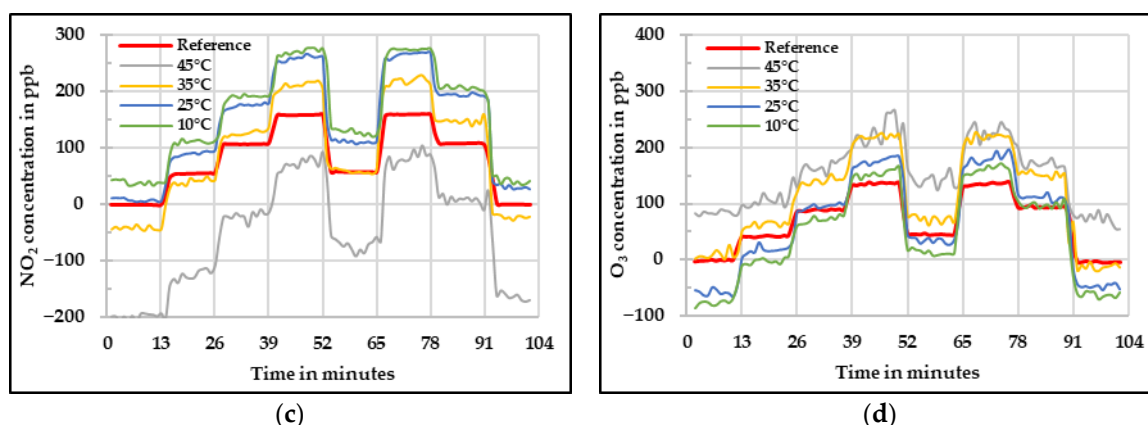 NO2 concentration in ppb
300
200
100
0
−100
−200
Reference
45°C
35°C
25°C
10°C
0 13 26 39 52 65 78 91 104
Time in minutes
(c)
O3 concentration in ppb
400
300
200
100
0
−100
Reference
45°C
35°C
25°C
10°C
0 13 26 39 52 65 78 91 104
Time in minutes
(d)